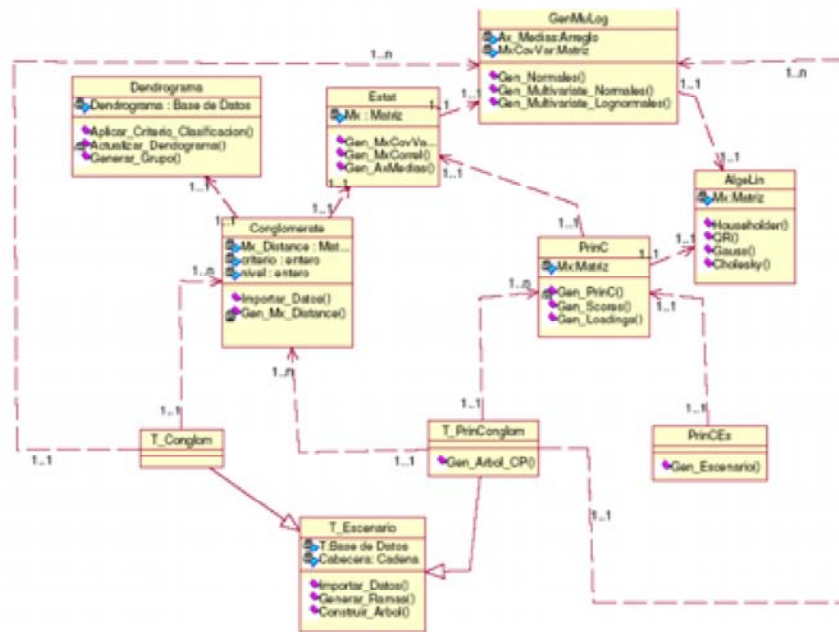 GenMuLog
Ax_Medias:Arreglo
MxCovVar:Matriz
Gen_Normales()
Gen_Multivariate_Normales()
Gen_Multivariate_Lognormales()
1..n
1..n
Dendrograma
Dendrograma : Base de Datos
Aplicar_Criterio_Clasificacion()
Actualizar_Dendograma()
Generar_Grupo()
Estat
Mx : Matriz
Gen_MxCovVa...
Gen_MxCorrel()
Gen_AxMedias()
1..1
1..1
1..1
1..1
AlgeLin
Mx:Matriz
Householder()
QR()
Gauss()
Cholesky()
1..1
1..1
1..1
1..1
1..1
1..1
Conglomerate
Mx_Distance : Mat...
criterio : entero
nivel : entero
Importar_Datos()
Gen_Mx_Distance()
PrinC
Mx:Matriz
Gen_PrinC()
Gen_Scores()
Gen_Loadings()
1..1
1..1
1..n
1..n
1..1
1..n
1..1
1..1
1..1
T_Conglom
T_PrinConglom
Gen_Arbol_CP()
PrinCEs
Gen_Escenario()
1..1
1..1
1..1
T_Escenario
T:Base de Datos
Cabecera: Cadena
Importar_Datos()
Generar_Ramas()
Construir_Arbol()